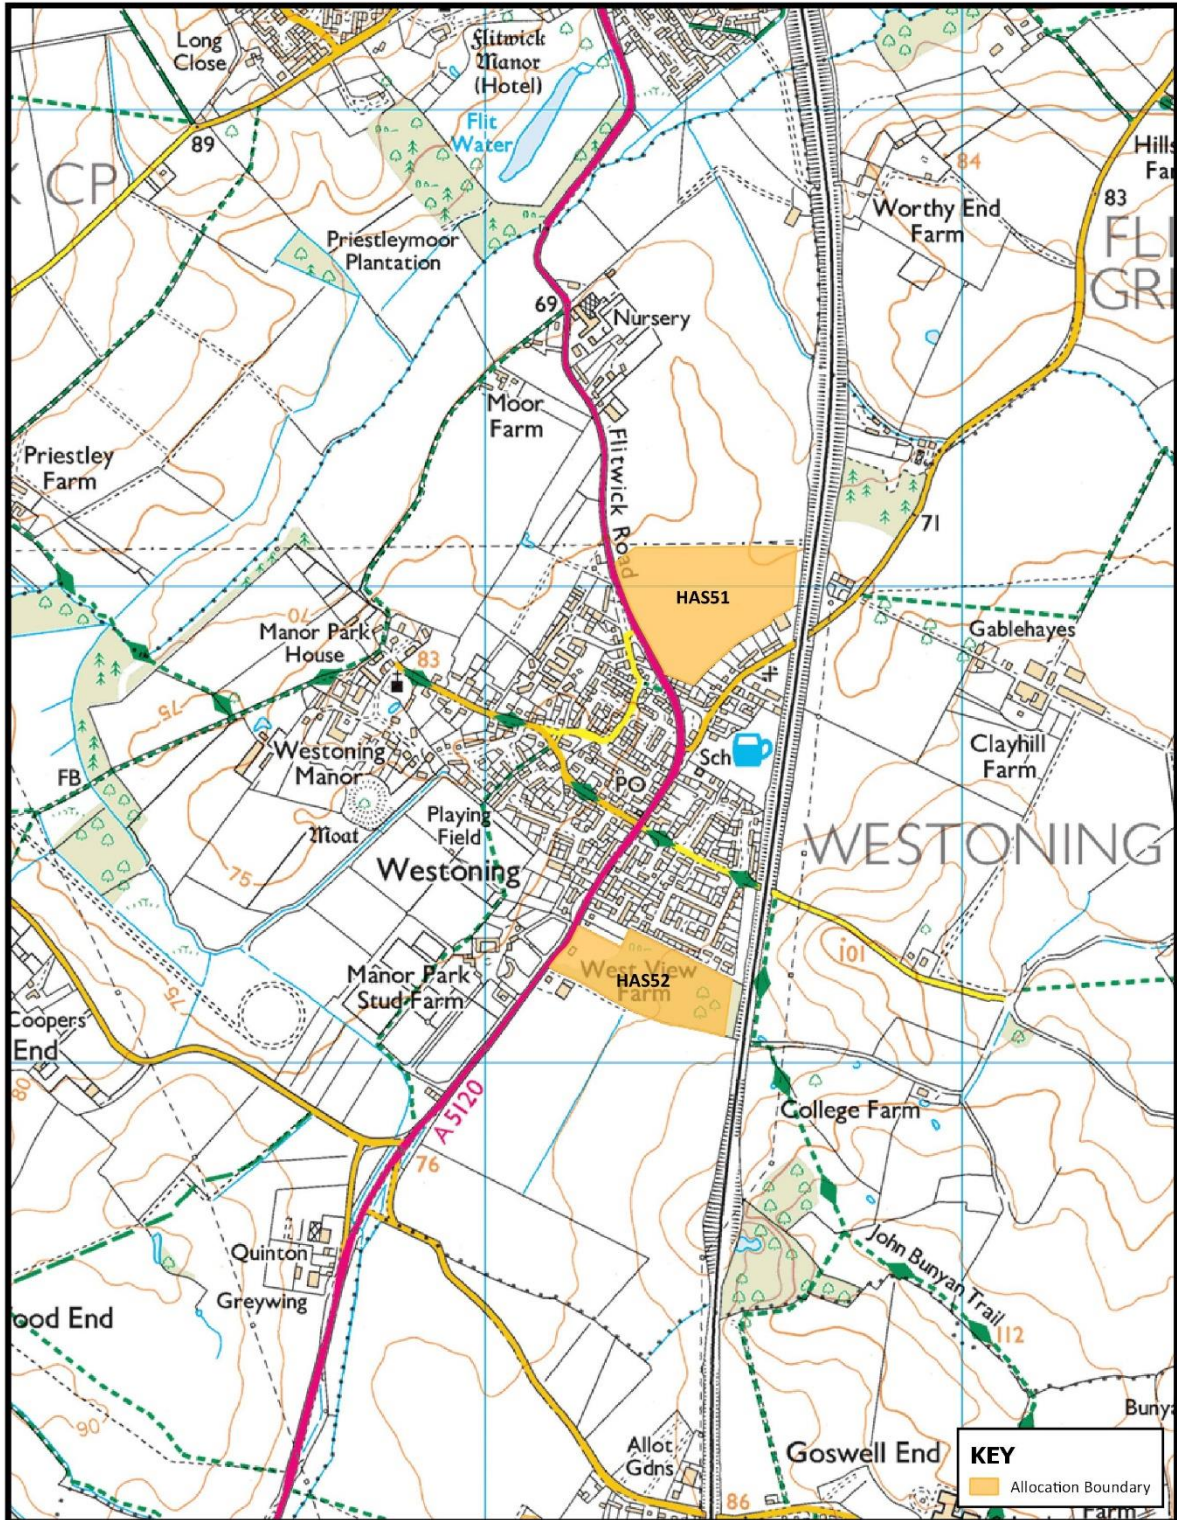 Long
Close
Flitwick
Manor
(Hotel)
Flit
Water
89
CP
84
Hills
Worthy End
Farm
83
FLI
GRE
Priestleymoor
Plantation
69
Nursery
Moor
Farm
Flitwick Road
Priestley
Farm
71
HAS51
70
Manor Park
House
83
Gablehayes
75
Westoning
Manor
Sch
Clayhill
Farm
FB
PO
Playing
Field
Moat
WESTONING
75
Westoning
101
Manor Park
Stud Farm
West View
Farm
HAS52
75
Coopers
End
80
A 5120
College Farm
76
John Bunyan Trail
Quinton
Greywing
ood End
112
90
Bunya
Allot
Gdns
Goswell End
86
KEY
Allocation Boundary
Farm